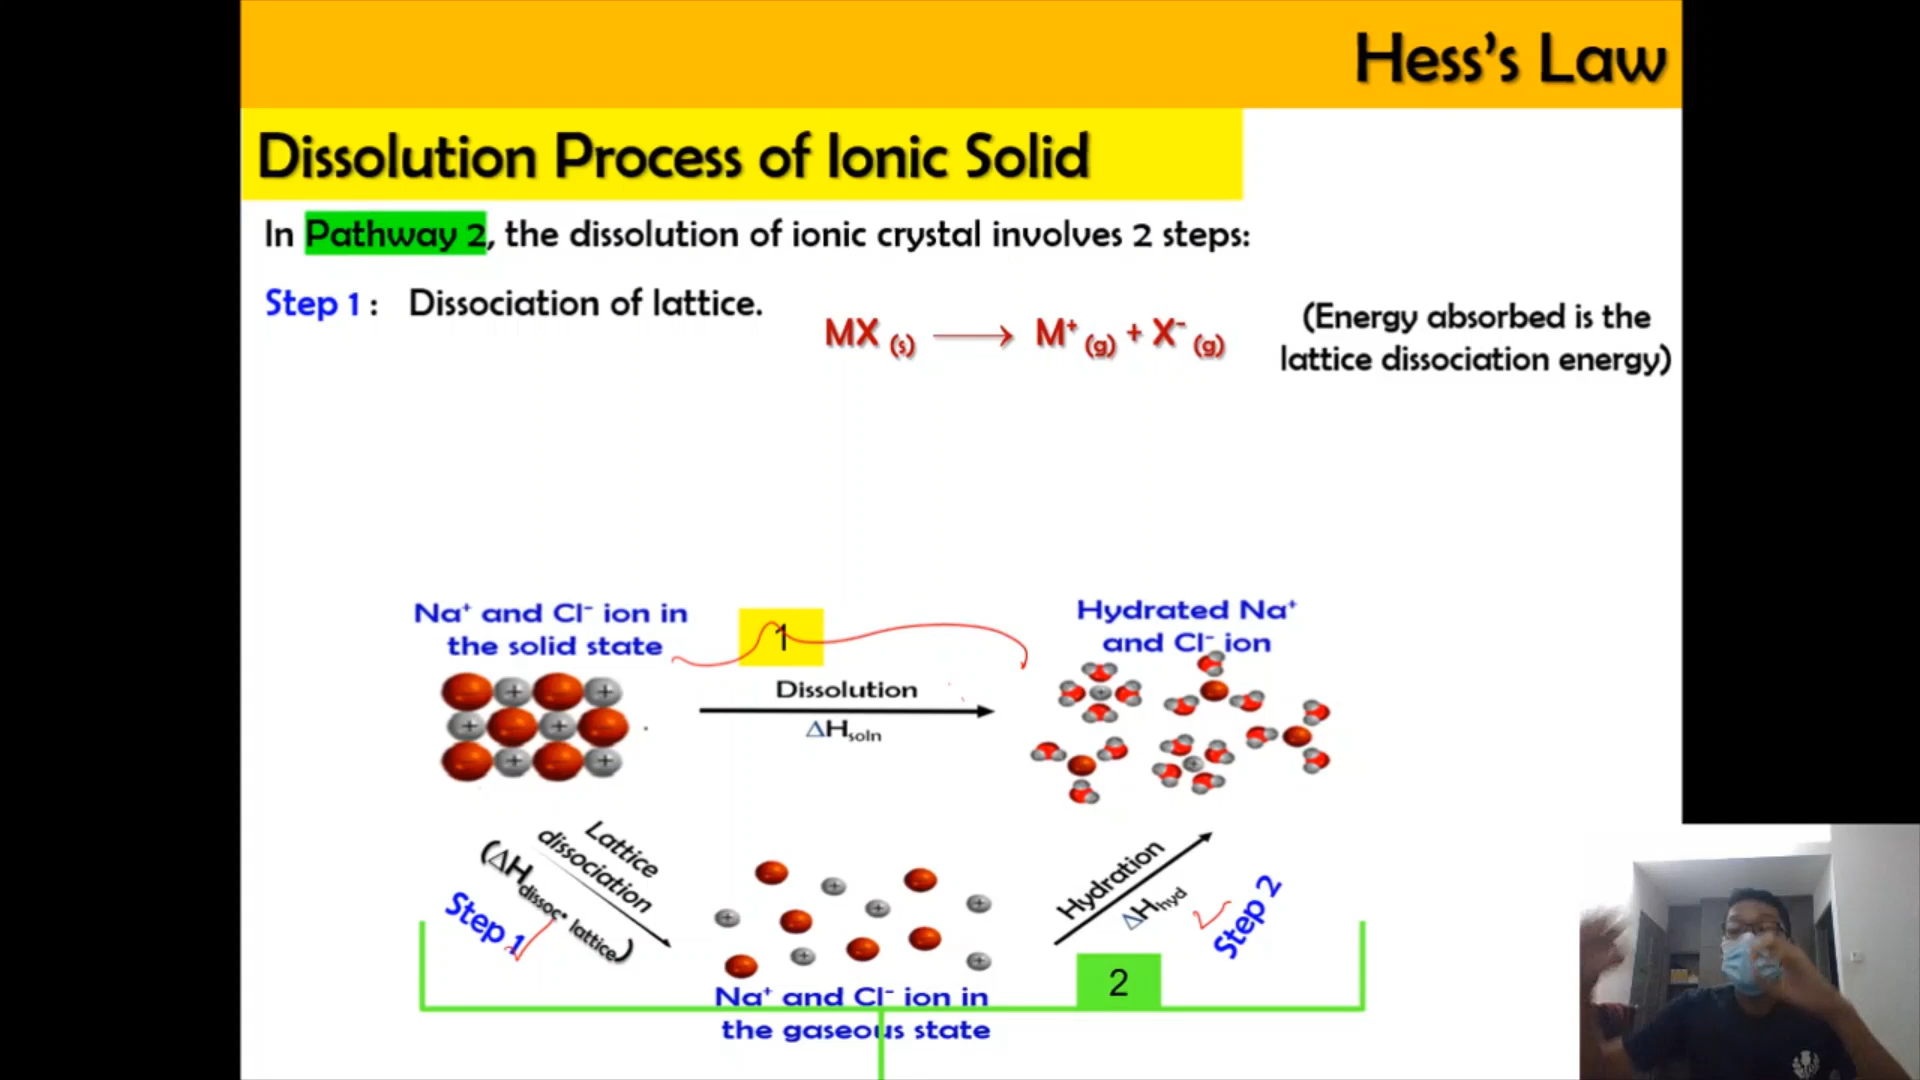 Hess's Law
Dissolution Process of Ionic Solid
In Pathway 2, the dissolution of ionic crystal involves 2 steps:
Step 1 : Dissociation of lattice.
MX (s) ⟶ M⁺ (g) + X⁻ (g)
(Energy absorbed is the
lattice dissociation energy)
Na⁺ and Cl⁻ ion in
the solid state
1
Hydrated Na⁺
and Cl⁻ ion
Dissolution
ΔHsoln
Lattice
dissociation
(ΔHdissoc. lattice)
Step 1
Hydration
ΔHhyd
Step 2
2
Na⁺ and Cl⁻ ion in
the gaseous state